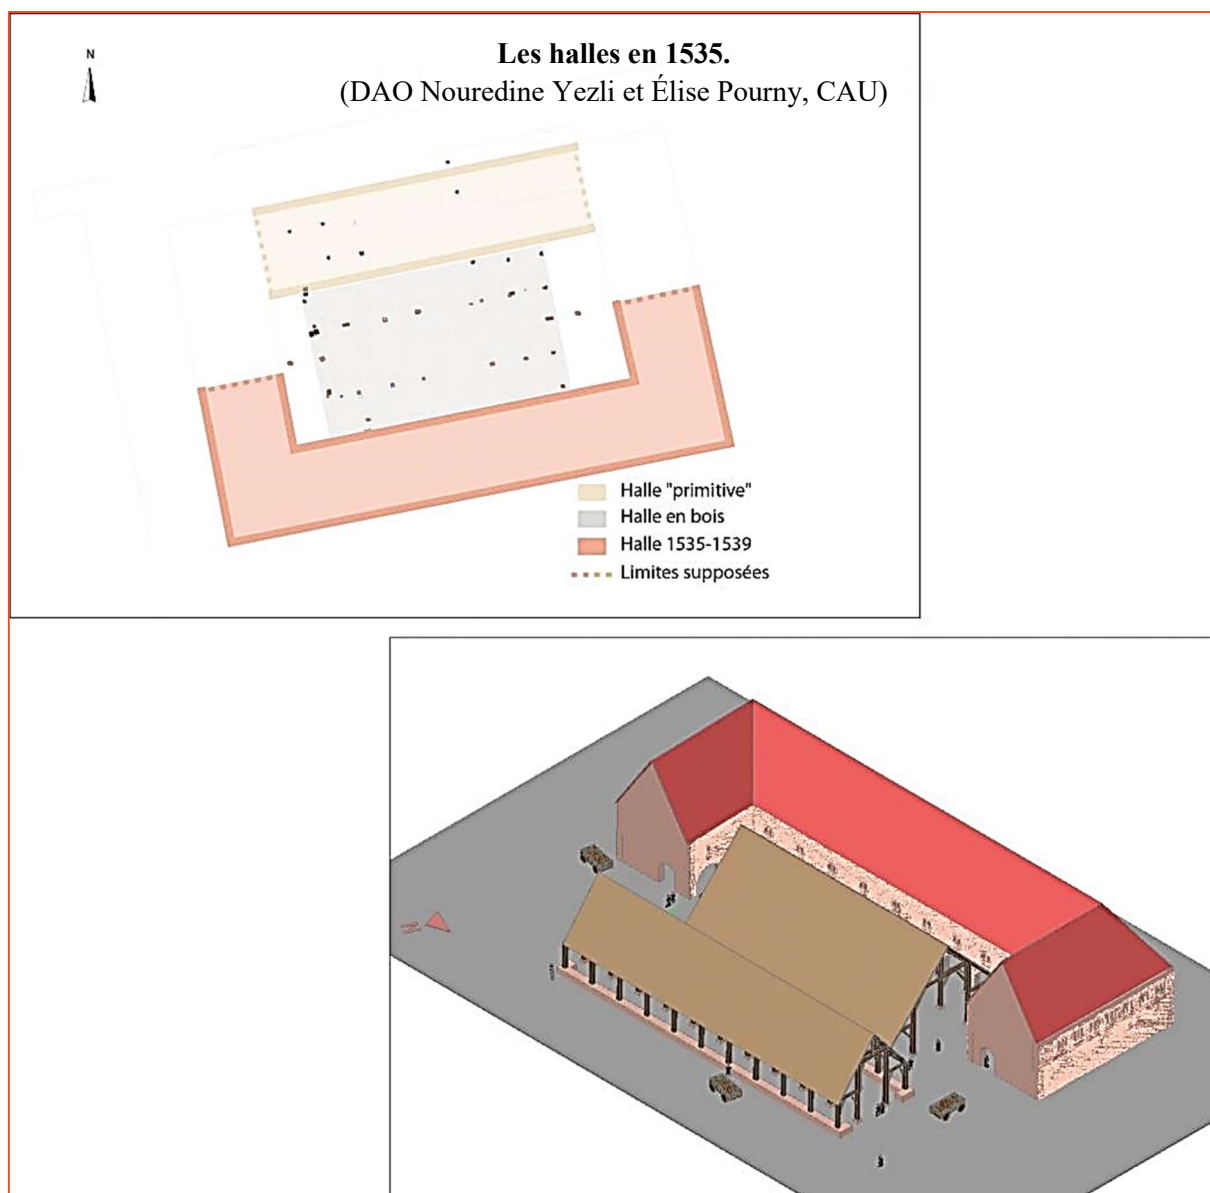 Les halles en 1535.
(DAO Nouredine Yezli et Élise Pourny, CAU)
N
Halle "primitive"
Halle en bois
Halle 1535-1539
Limites supposées